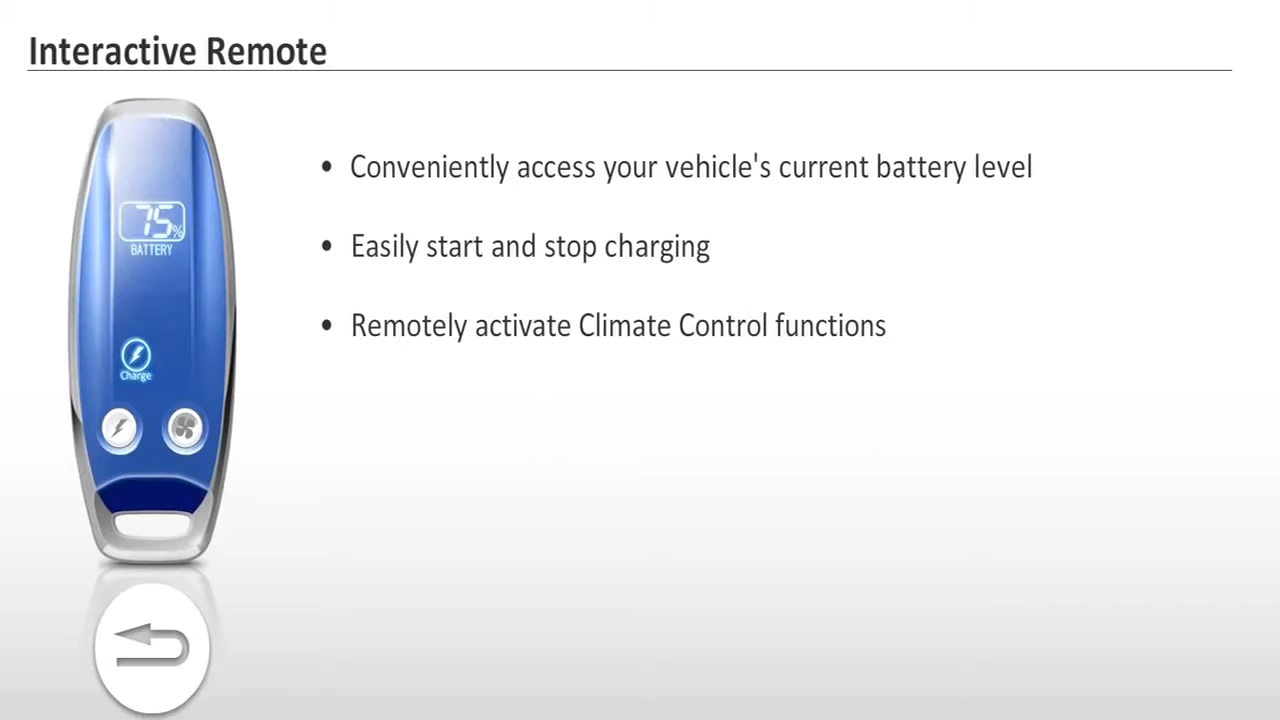 Interactive Remote
• Conveniently access your vehicle's current battery level
• Easily start and stop charging
• Remotely activate Climate Control functions
75%
BATTERY
Charge